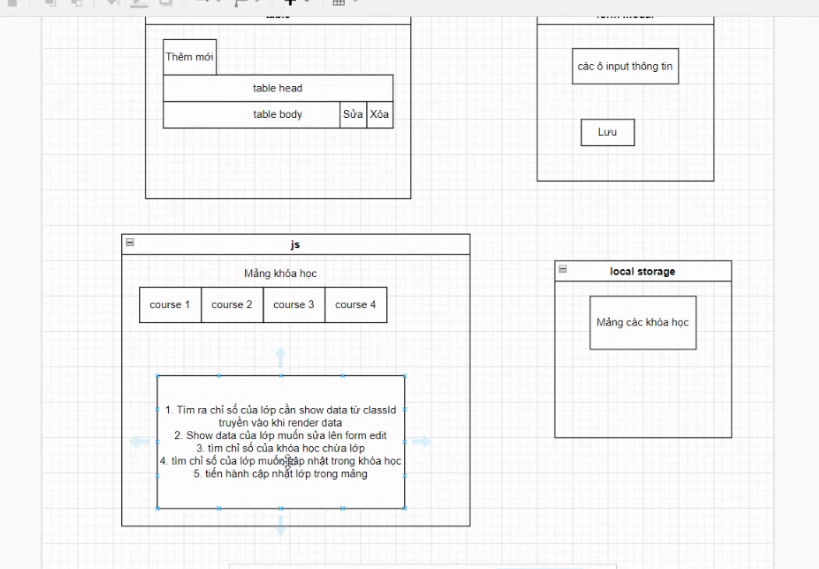 table
form modal
Thêm mới
các ô input thông tin
table head
table body
Sửa
Xóa
Lưu
js
Mảng khóa học
course 1
course 2
course 3
course 4
local storage
Mảng các khóa học
1. Tìm ra chỉ số của lớp cần show data từ classId
truyền vào khi render data
2. Show data của lớp muốn sửa lên form edit
3. tìm chỉ số của khóa học chứa lớp
4. tìm chỉ số của lớp muốn cập nhật trong khóa học
5. tiến hành cập nhật lớp trong mảng